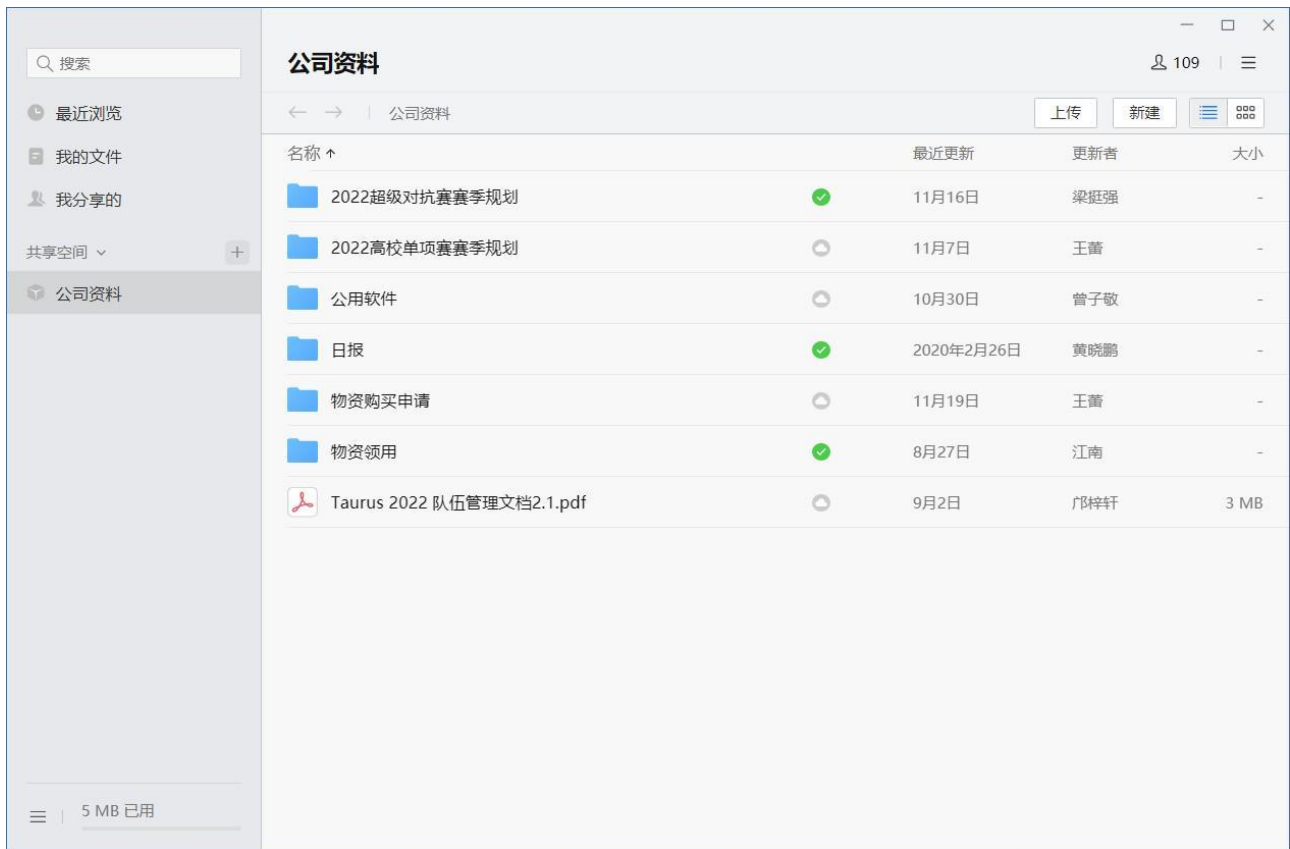 搜索
最近浏览
我的文件
我分享的
共享空间
公司资料
5 MB 已用
公司资料
109
公司资料
上传 新建
名称 最近更新 更新者 大小
2022超级对抗赛赛季规划 11月16日 梁挺强 -
2022高校单项赛赛季规划 11月7日 王蕾 -
公用软件 10月30日 曾子敬 -
日报 2020年2月26日 黄晓鹏 -
物资购买申请 11月19日 王蕾 -
物资领用 8月27日 江南 -
Taurus 2022 队伍管理文档2.1.pdf 9月2日 邝梓轩 3 MB